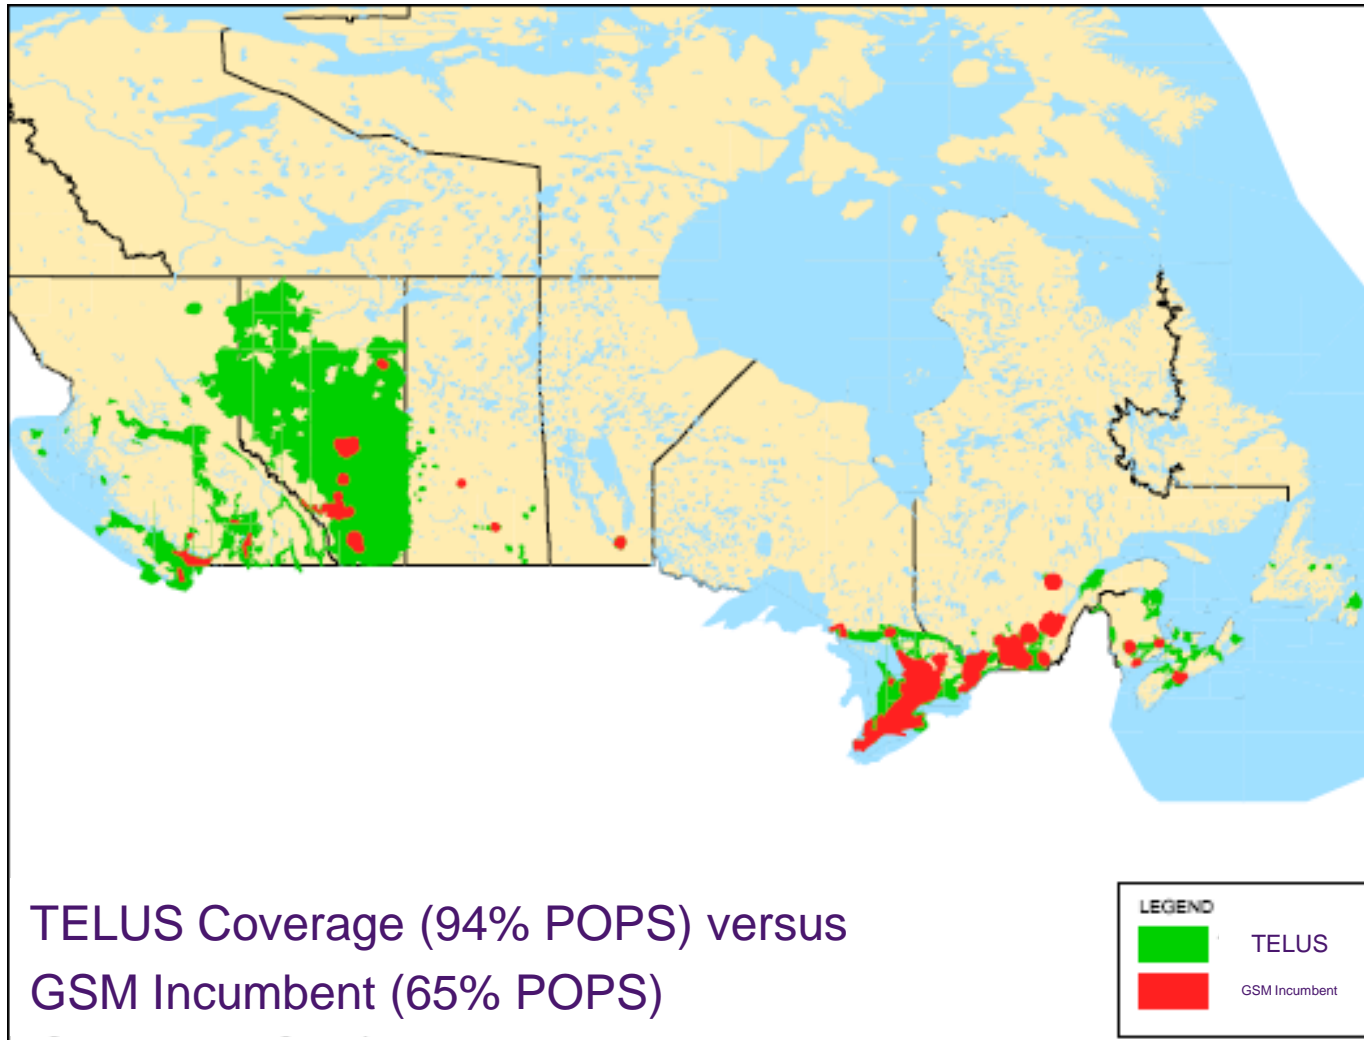 TELUS Coverage (94% POPS) versus
GSM Incumbent (65% POPS)
LEGEND
TELUS
GSM Incumbent